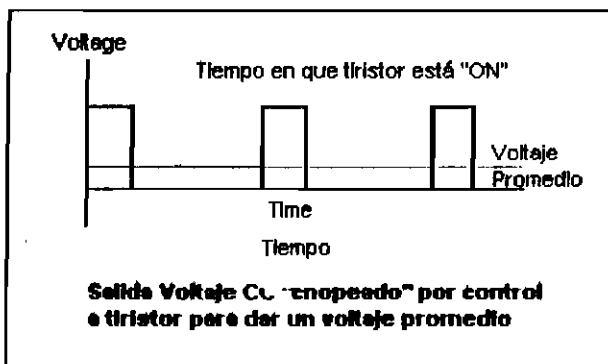 Voltage
Tiempo en que tiristor está "ON"
Voltaje
Promedio
Time
Tiempo
Salida Voltaje por control
a tiristor para dar un voltaje promedio